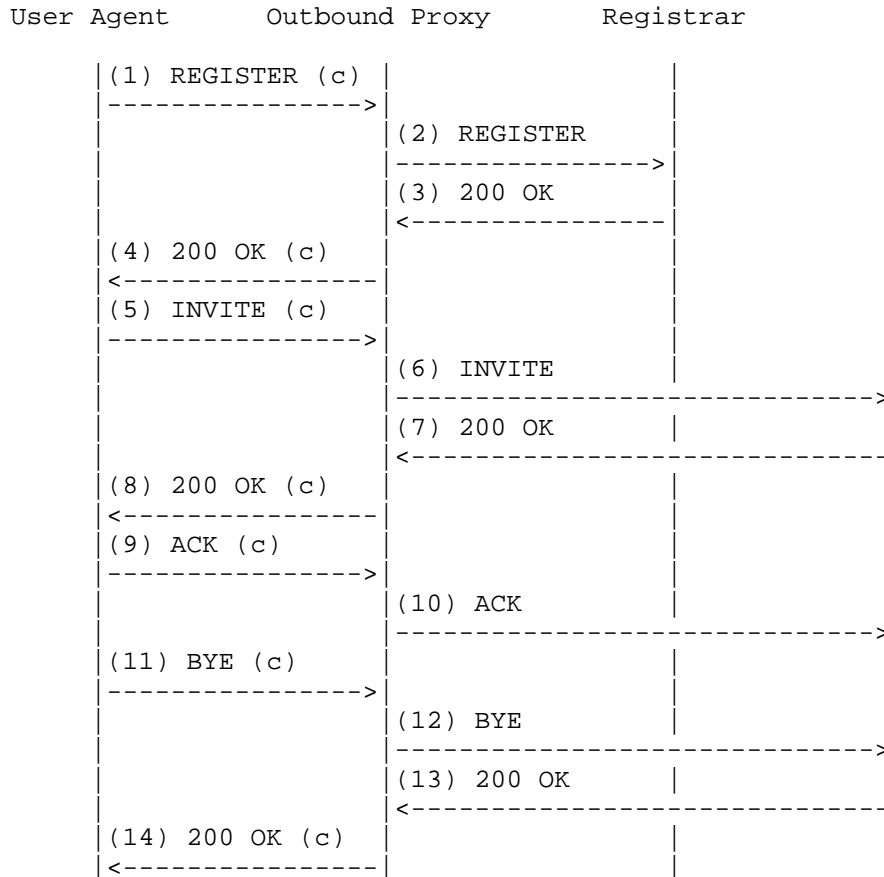 User Agent Outbound Proxy Registrar
(1) REGISTER (c)
(2) REGISTER
(3) 200 OK
(4) 200 OK (c)
(5) INVITE (c)
(6) INVITE
(7) 200 OK
(8) 200 OK (c)
(9) ACK (c)
(10) ACK
(11) BYE (c)
(12) BYE
(13) 200 OK
(14) 200 OK (c)